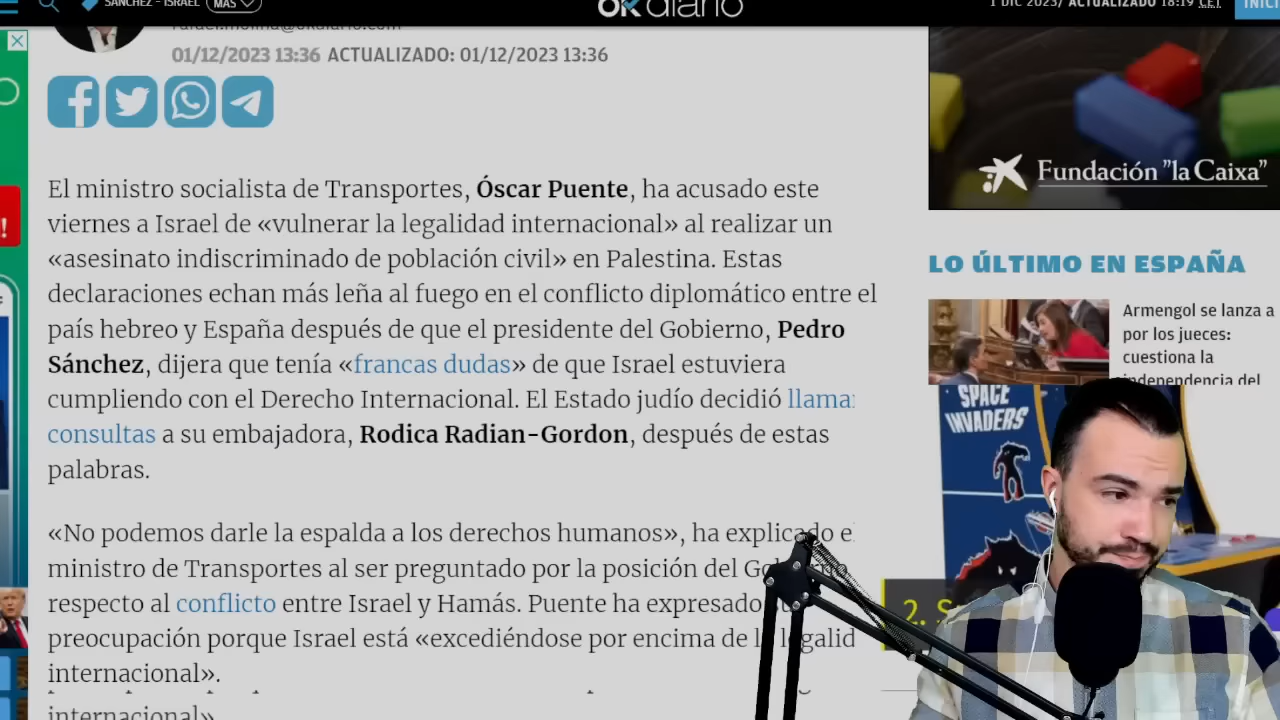 SÁNCHEZ - ISRAEL
MÁS
okdiario
1 DIC 2023/ ACTUALIZADO 18:19 CET
INICI
rafael.molina@okdiario.com
01/12/2023 13:36 ACTUALIZADO: 01/12/2023 13:36
El ministro socialista de Transportes, Óscar Puente, ha acusado este
viernes a Israel de «vulnerar la legalidad internacional» al realizar un
«asesinato indiscriminado de población civil» en Palestina. Estas
declaraciones echan más leña al fuego en el conflicto diplomático entre el
país hebreo y España después de que el presidente del Gobierno, Pedro
Sánchez, dijera que tenía «francas dudas» de que Israel estuviera
cumpliendo con el Derecho Internacional. El Estado judío decidió llama
consultas a su embajadora, Rodica Radian-Gordon, después de estas
palabras.
«No podemos darle la espalda a los derechos humanos», ha explicado e
ministro de Transportes al ser preguntado por la posición del Go
respecto al conflicto entre Israel y Hamás. Puente ha expresado
preocupación porque Israel está «excediéndose por encima de l legalid
internacional».
internacional»
Fundación "la Caixa"
LO ÚLTIMO EN ESPAÑA
Armengol se lanza a
por los jueces:
cuestiona la
independencia del
SPACE
INVADERS
2. S